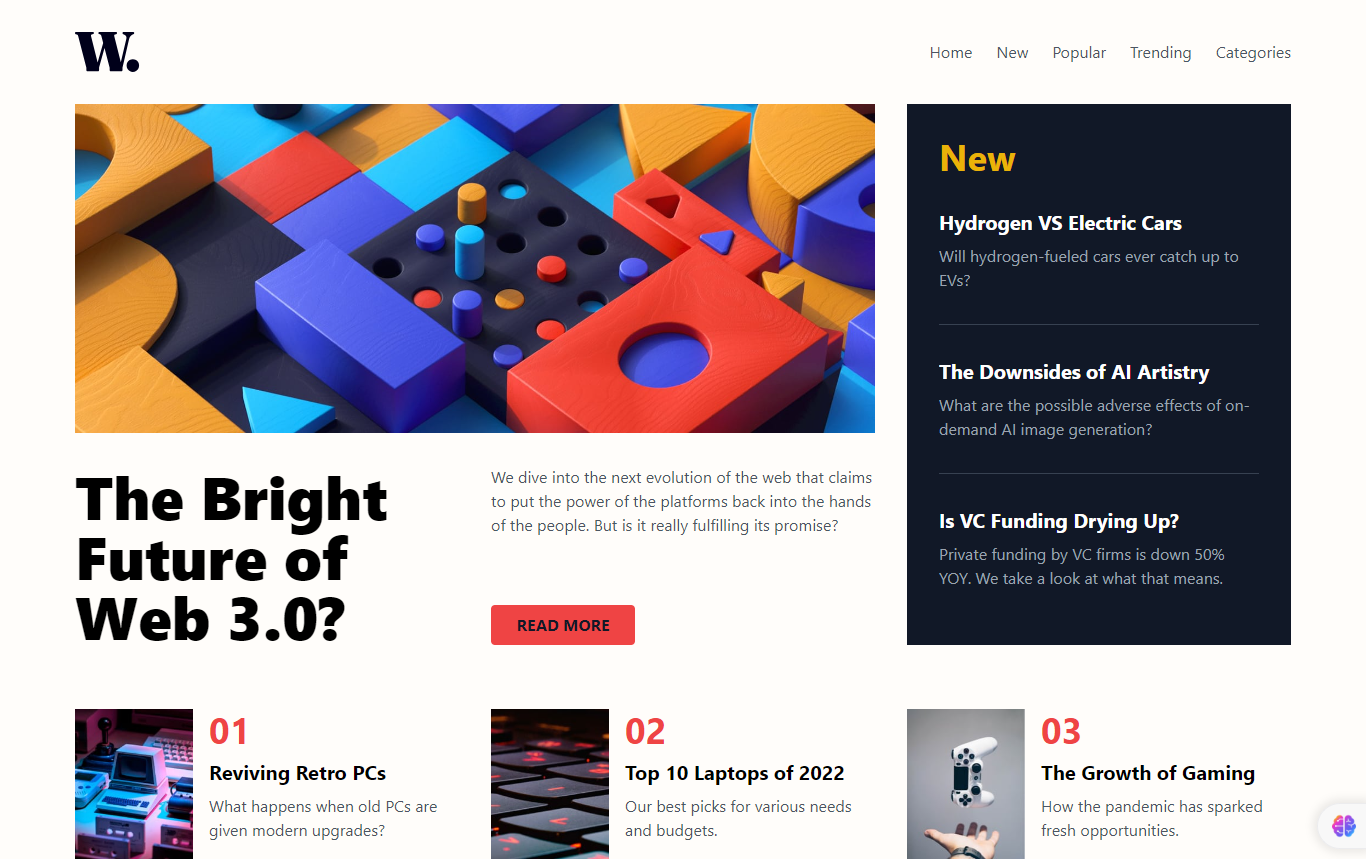 W.
Home New Popular Trending Categories
The Bright
Future of
Web 3.0?
We dive into the next evolution of the web that claims
to put the power of the platforms back into the hands
of the people. But is it really fulfilling its promise?
READ MORE
New
Hydrogen VS Electric Cars
Will hydrogen-fueled cars ever catch up to
EVs?
The Downsides of AI Artistry
What are the possible adverse effects of on-
demand AI image generation?
Is VC Funding Drying Up?
Private funding by VC firms is down 50%
YOY. We take a look at what that means.
01
Reviving Retro PCs
What happens when old PCs are
given modern upgrades?
02
Top 10 Laptops of 2022
Our best picks for various needs
and budgets.
03
The Growth of Gaming
How the pandemic has sparked
fresh opportunities.